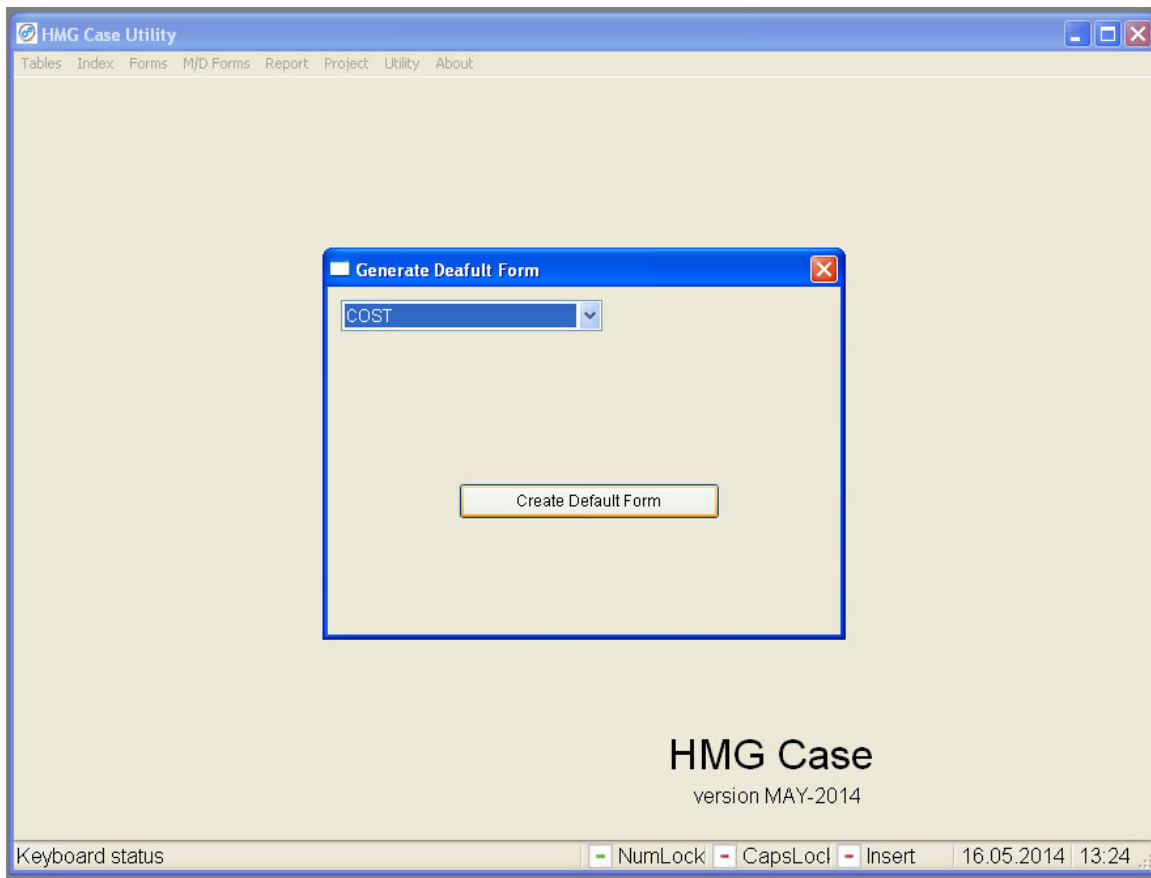 HMG Case Utility
Tables Index Forms M/D Forms Report Project Utility About
Generate Deafult Form
COST
Create Default Form
HMG Case
version MAY-2014
Keyboard status NumLock CapsLocl Insert 16.05.2014 13:24